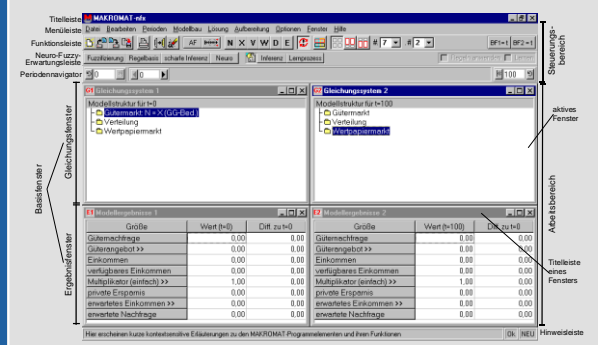 Titelleiste
MAKROMAT-nfx
Menüleiste
Datei Bearbeiten Perioden Modellbau Lösung Aufbereitung Optionen Fenster Hilfe
Funktionsleiste
AF N X V W D E # 7 # 2 BF1=t BF2=t
Neuro-Fuzzy-
Erwartungsleiste
Fuzzifizierung Regelbasis scharfe Inferenz Neuro Inferenz Lernprozess
Periodennavigator
0 0 100
Steuerungs-
bereich
G1 Gleichungssystem 1
Modellstruktur für t=0
Gütermarkt: N = X (GG-Bed.)
Verteilung
Wertpapiermarkt
G2 Gleichungssystem 2
Modellstruktur für t=100
Gütermarkt
Verteilung
Wertpapiermarkt
aktives
Fenster
Basisfenster
Gleichungsfenster
Ergebnisfenster
Arbeitsbereich
E1 Modellergebnisse 1
Größe Wert (t=0) Diff. zu t=0
Güternachfrage 0,00 0,00
Güterangebot >> 0,00 0,00
Einkommen 0,00 0,00
verfügbares Einkommen 0,00 0,00
Multiplikator (einfach) >> 1,00 0,00
private Ersparnis 0,00 0,00
erwartetes Einkommen >> 0,00 0,00
erwartete Nachfrage 0,00 0,00
E2 Modellergebnisse 2
Größe Wert (t=100) Diff. zu t=0
Güternachfrage 0,00 0,00
Güterangebot >> 0,00 0,00
Einkommen 0,00 0,00
verfügbares Einkommen 0,00 0,00
Multiplikator (einfach) >> 1,00 0,00
private Ersparnis 0,00 0,00
erwartetes Einkommen >> 0,00 0,00
erwartete Nachfrage 0,00 0,00
Titelleiste
eines
Fensters
Hier erscheinen kurze kontextsensitive Erläuterungen zu den MAKROMAT-Programmelementen und ihren Funktionen
Ok NEU
Hinweisleiste